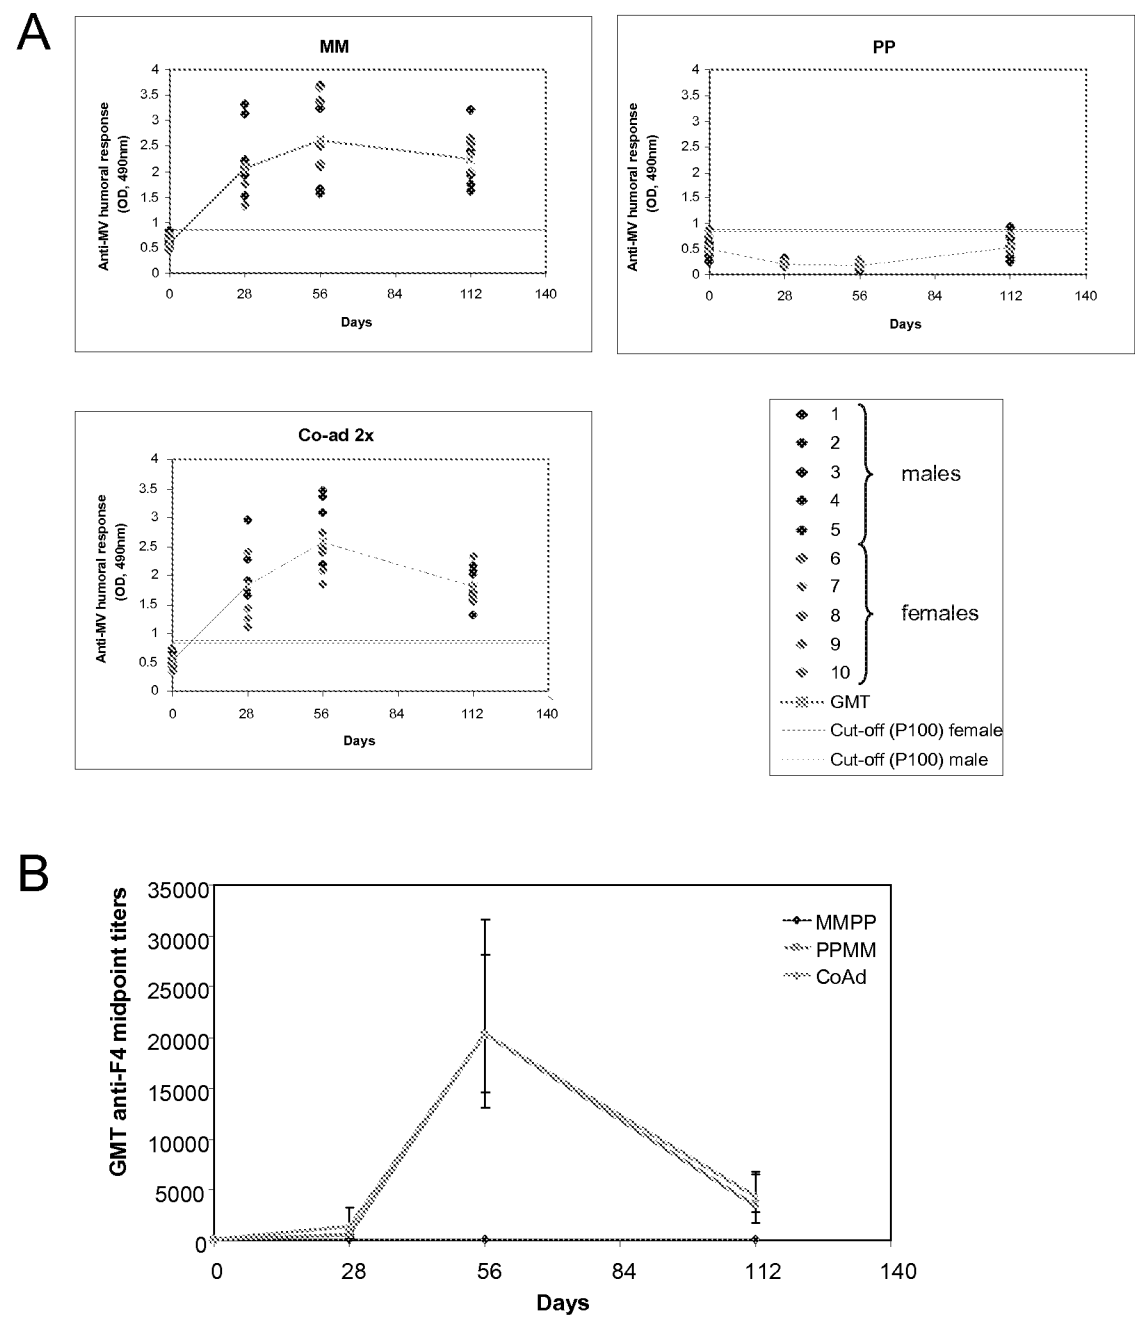 A
MM
4
3.5
3
2.5
2
1.5
1
0.5
0
Anti-MV humoral response
(OD, 490nm)
0 28 56 84 112 140
Days
PP
4
3.5
3
2.5
2
1.5
1
0.5
0
Anti-MV humoral response
(OD, 490nm)
0 28 56 84 112 140
Days
Co-ad 2x
4
3.5
3
2.5
2
1.5
1
0.5
0
Anti-MV humoral response
(OD, 490nm)
0 28 56 84 112 140
Days
1
2
3
4
5
males
6
7
8
9
10
females
GMT
Cut-off (P100) female
Cut-off (P100) male
B
35000
30000
25000
20000
15000
10000
5000
0
GMT anti-F4 midpoint titers
MMPP
PPMM
CoAd
0 28 56 84 112 140
Days